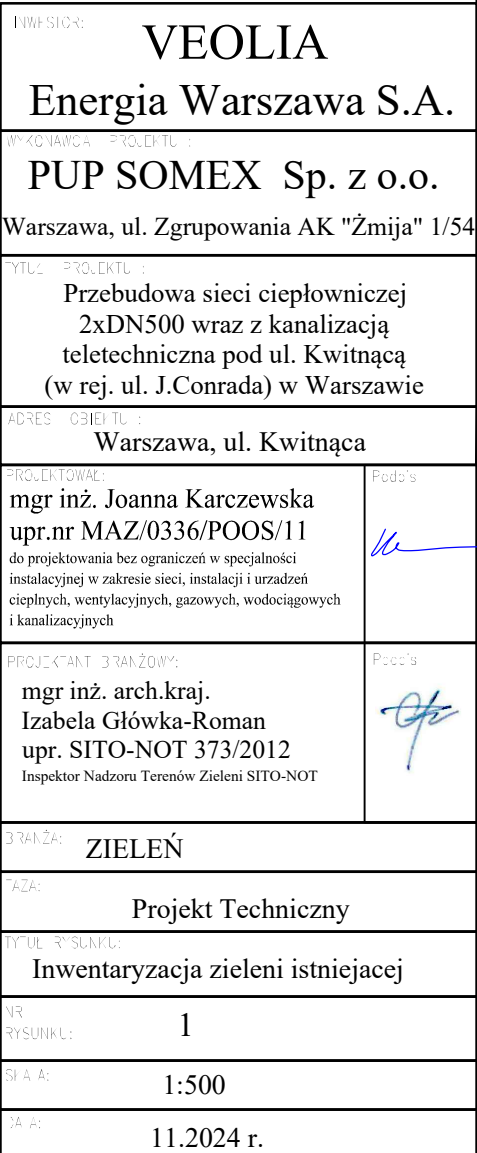 INWESTOR:
VEOLIA
Energia Warszawa S.A.
WYKONAWCA PROJEKTU :
PUP SOMEX Sp. z o.o.
Warszawa, ul. Zgrupowania AK "Żmija" 1/54
TYTUŁ PROJEKTU :
Przebudowa sieci ciepłowniczej
2xDN500 wraz z kanalizacją
teletechniczna pod ul. Kwitnącą
(w rej. ul. J.Conrada) w Warszawie
ADRES OBIEKTU :
Warszawa, ul. Kwitnąca
PROJEKTOWAŁ:
Podpis
mgr inż. Joanna Karczewska
upr.nr MAZ/0336/POOS/11
do projektowania bez ograniczeń w specjalności
instalacyjnej w zakresie sieci, instalacji i urzadzeń
cieplnych, wentylacyjnych, gazowych, wodociągowych
i kanalizacyjnych
PROJEKTANT BRANŻOWY:
Podpis
mgr inż. arch.kraj.
Izabela Główka-Roman
upr. SITO-NOT 373/2012
Inspektor Nadzoru Terenów Zieleni SITO-NOT
BRANŻA:
ZIELEŃ
FAZA:
Projekt Techniczny
TYTUŁ RYSUNKU:
Inwentaryzacja zieleni istniejacej
NR
RYSUNKU:
1
SKALA:
1:500
DATA:
11.2024 r.